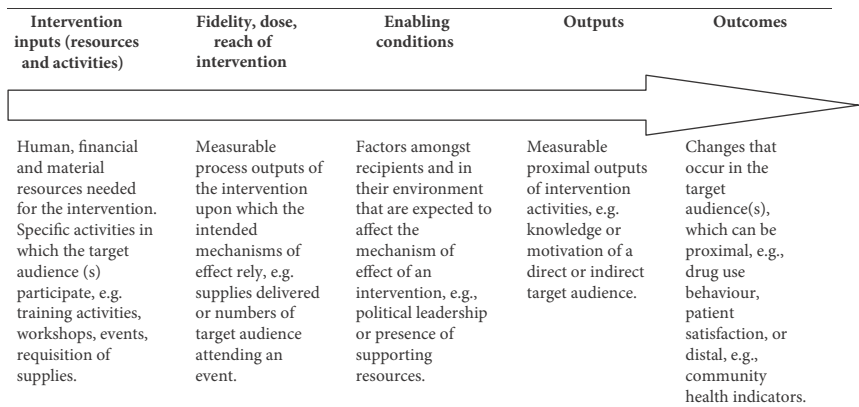 Intervention
inputs (resources
and activities)
Fidelity, dose,
reach of
intervention
Enabling
conditions
Outputs
Outcomes
Human, financial
and material
resources needed
for the intervention.
Specific activities in
which the target
audience (s)
participate, e.g.
training activities,
workshops, events,
requisition of
supplies.
Measurable
process outputs of
the intervention
upon which the
intended
mechanisms of
effect rely, e.g.
supplies delivered
or numbers of
target audience
attending an
event.
Factors amongst
recipients and in
their environment
that are expected to
affect the
mechanism of
effect of an
intervention, e.g.,
political leadership
or presence of
supporting
resources.
Measurable
proximal outputs
of intervention
activities, e.g.
knowledge or
motivation of a
direct or indirect
target audience.
Changes that
occur in the
target
audience(s),
which can be
proximal, e.g.,
drug use
behaviour,
patient
satisfaction, or
distal, e.g.,
community
health indicators.